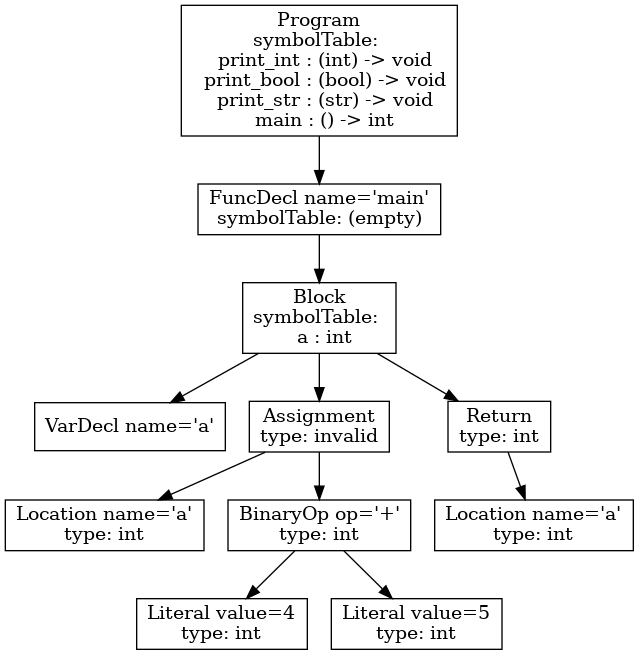 Program
symbolTable:
print_int : (int) -> void
print_bool : (bool) -> void
print_str : (str) -> void
main : () -> int
FuncDecl name='main'
symbolTable: (empty)
Block
symbolTable:
a : int
VarDecl name='a'
Assignment
type: invalid
Return
type: int
Location name='a'
type: int
BinaryOp op='+'
type: int
Location name='a'
type: int
Literal value=4
type: int
Literal value=5
type: int